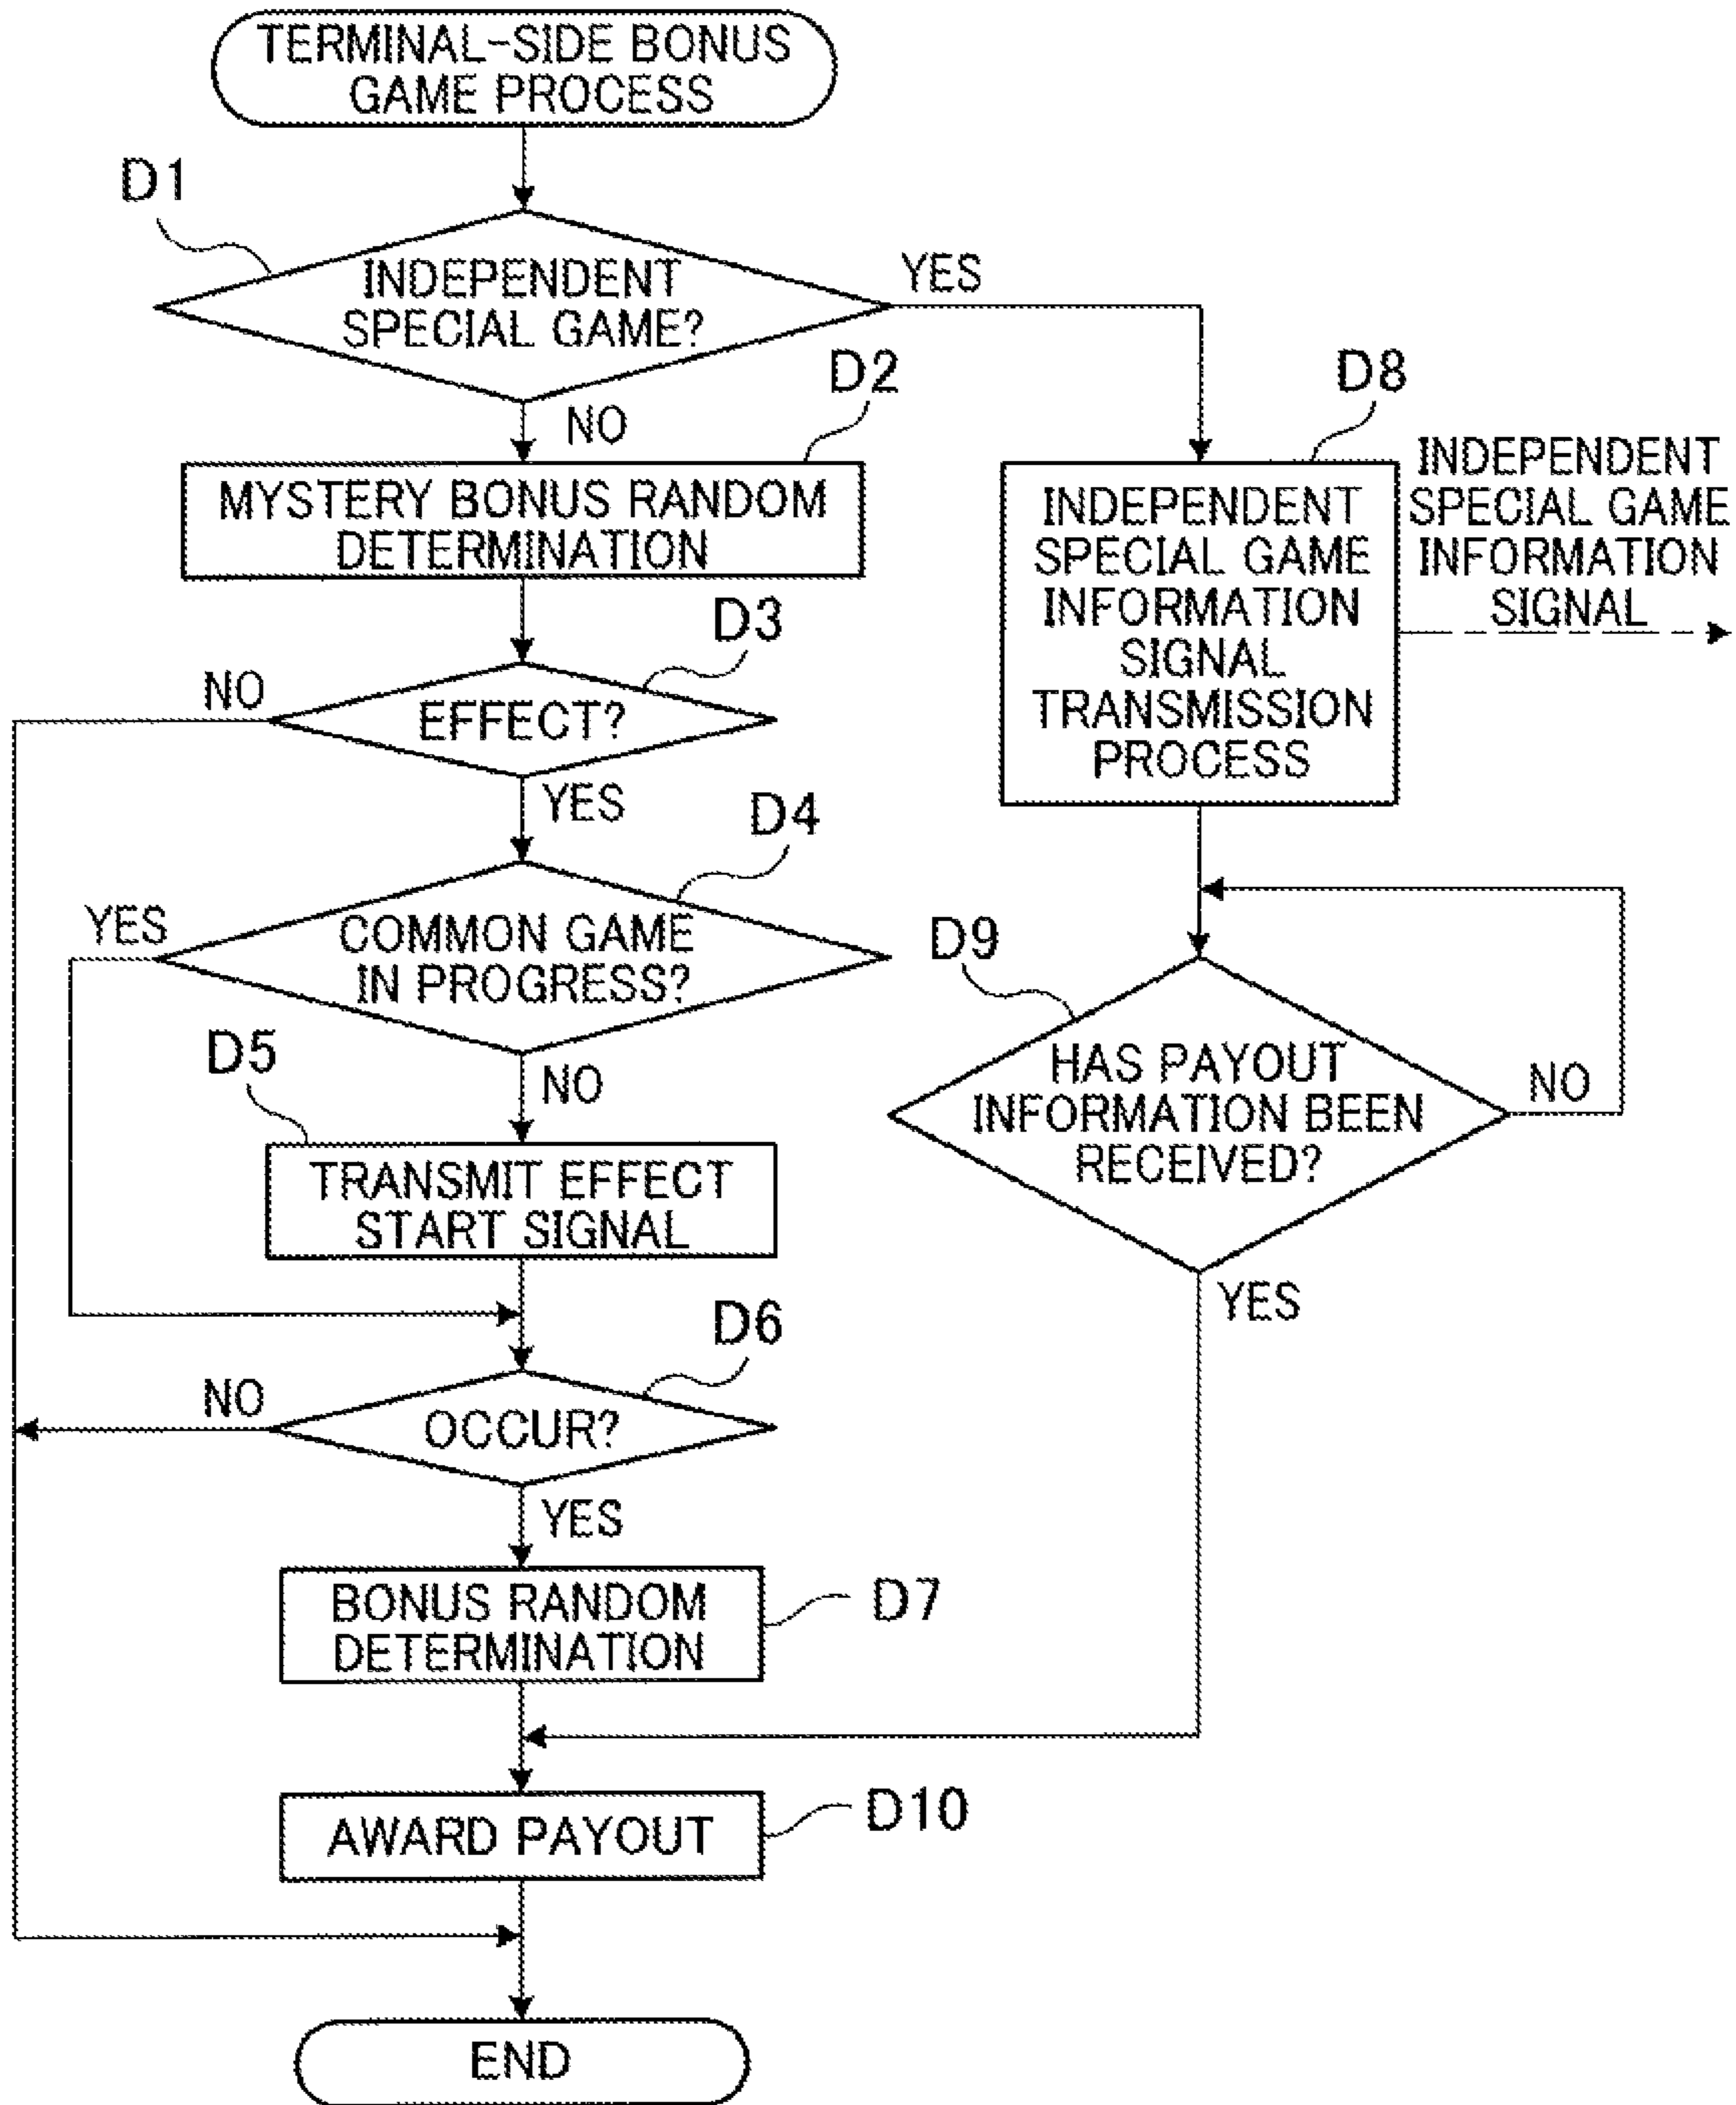 TERMINAL-SIDE BONUS
GAME PROCESS
D1
INDEPENDENT
SPECIAL GAME?
YES
NO
D2
MYSTERY BONUS RANDOM
DETERMINATION
D3
EFFECT?
NO
YES
D4
COMMON GAME
IN PROGRESS?
YES
NO
D5
TRANSMIT EFFECT
START SIGNAL
D6
OCCUR?
NO
YES
D7
BONUS RANDOM
DETERMINATION
D8
INDEPENDENT
SPECIAL GAME
INFORMATION
SIGNAL
TRANSMISSION
PROCESS
INDEPENDENT
SPECIAL GAME
INFORMATION
SIGNAL
D9
HAS PAYOUT
INFORMATION BEEN
RECEIVED?
NO
YES
D10
AWARD PAYOUT
END